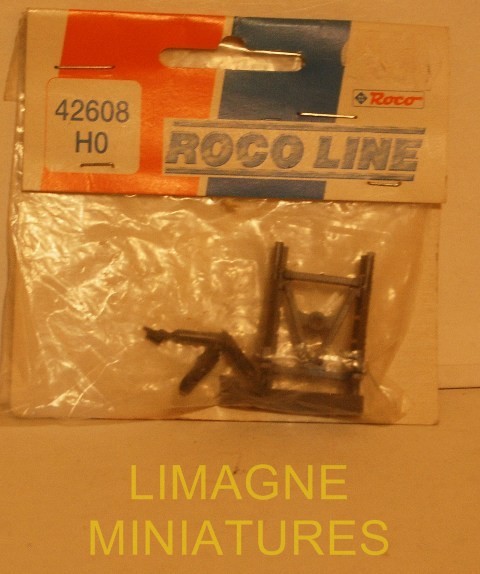 42608
H0
Roco
ROCO LINE
LIMAGNE
MINIATURES